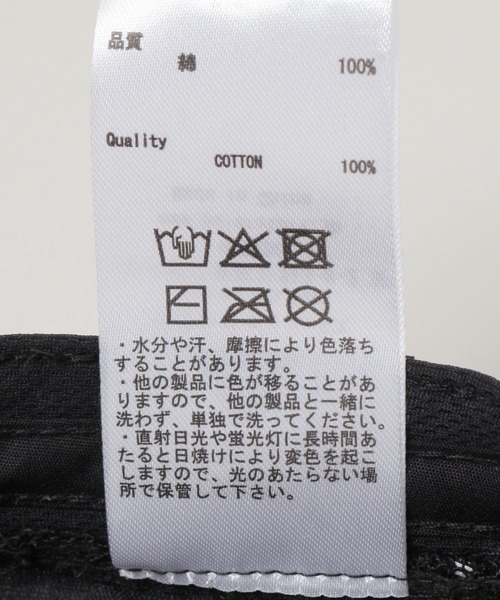 品質
綿 100%
Quality
COTTON 100%
・水分や汗、摩擦により色落ち
することがあります。
・他の製品に色が移ることがあ
りますので、他の製品と一緒に
洗わず、単独で洗ってください。
・直射日光や蛍光灯に長時間あ
たると日焼けにより変色を起こ
しますので、光のあたらない場
所で保管して下さい。